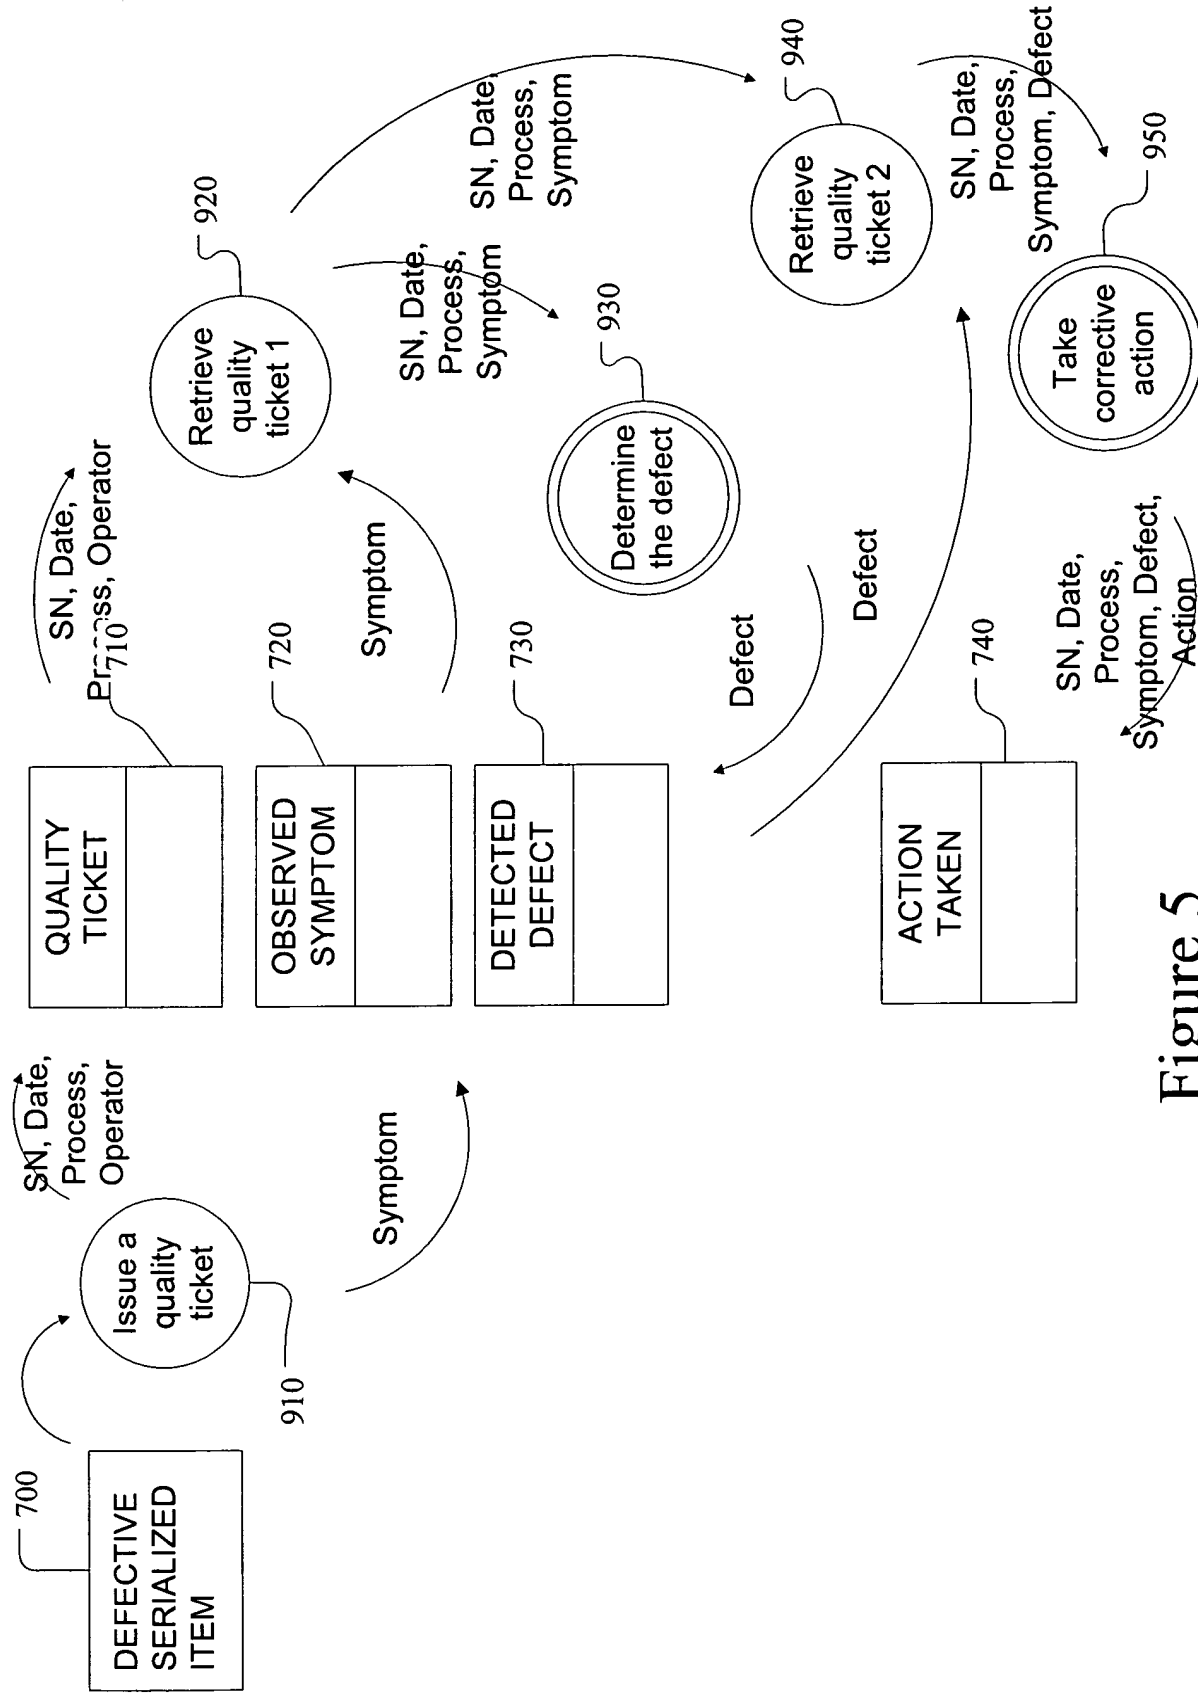 700
DEFECTIVE
SERIALIZED
ITEM
Issue a
quality
ticket
910
SN, Date,
Process,
Operator
Symptom
QUALITY
TICKET
710
OBSERVED
SYMPTOM
720
DETECTED
DEFECT
730
ACTION
TAKEN
740
SN, Date,
Process, Operator
Symptom
Retrieve
quality
ticket 1
920
SN, Date,
Process,
Symptom
SN, Date,
Process,
Symptom
Determine
the defect
930
Defect
Defect
Retrieve
quality
ticket 2
940
SN, Date,
Process,
Symptom, Defect
Take
corrective
action
950
SN, Date,
Process,
Symptom, Defect,
Action
Figure 5